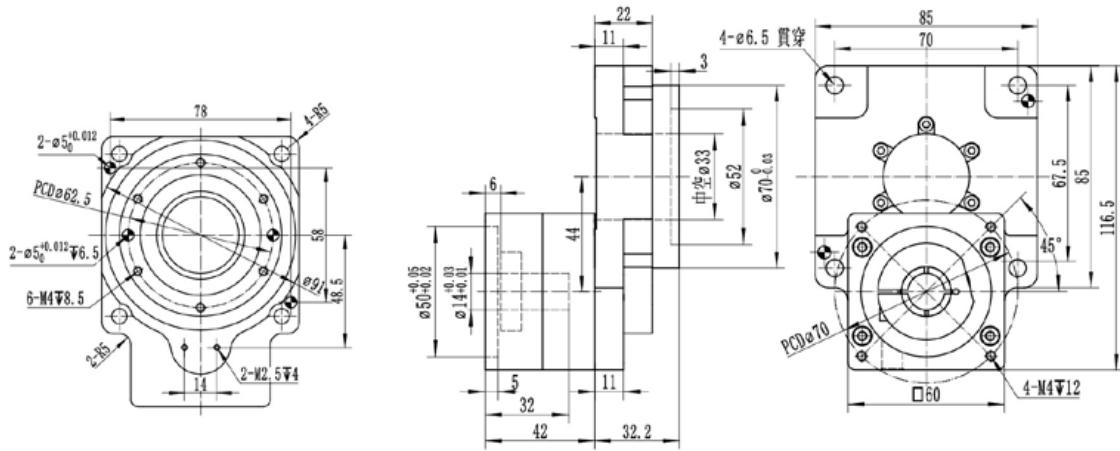 78
4-R5
2-ø5 +0.012 0
PCDø62.5
2-ø5 +0.012 0 ↧6.5
6-M4↧8.5
2-R5
14
2-M2.5↧4
ø91
58
48.5
22
11
3
6
44
中空ø33
ø52
ø70 0 -0.03
ø50 +0.05 +0.02
ø14 +0.03 +0.01
5
32
42
11
32.2
85
70
4-ø6.5 貫穿
67.5
85
116.5
45°
PCDø70
4-M4↧12
□60